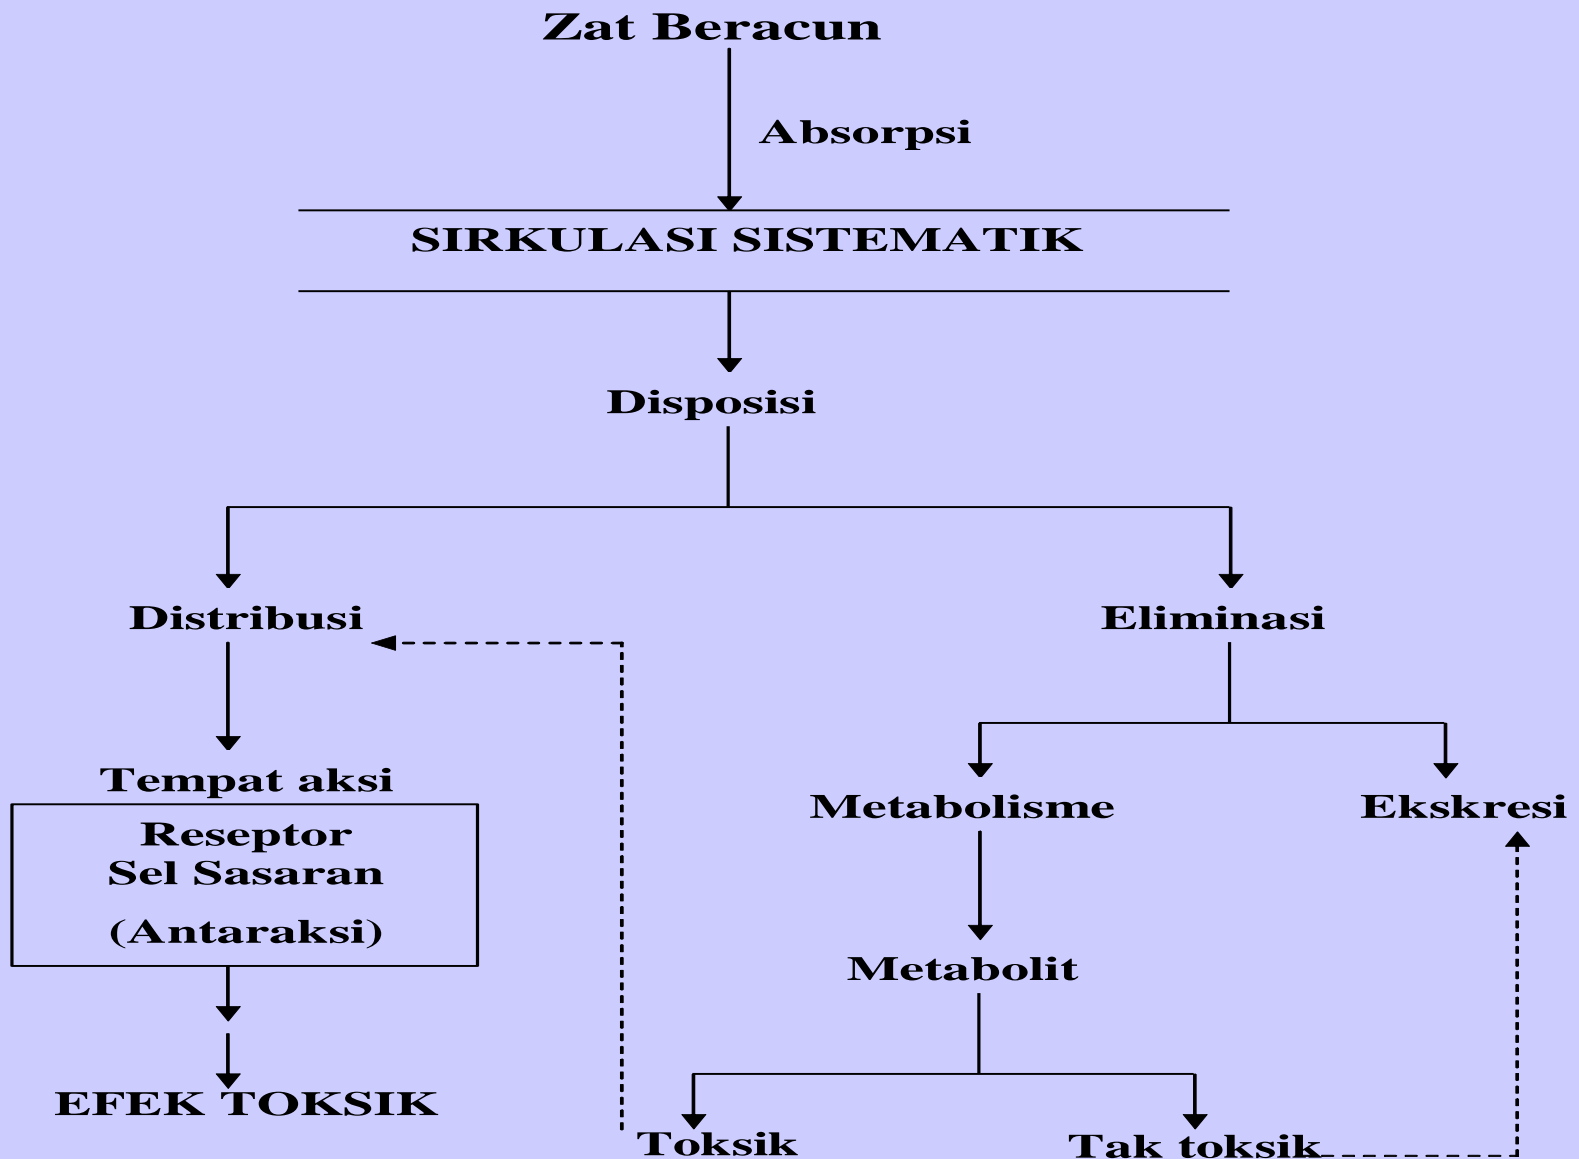 Zat Beracun
Absorpsi
SIRKULASI SISTEMATIK
Disposisi
Distribusi
Eliminasi
Tempat aksi
Reseptor
Sel Sasaran
(Antaraksi)
EFEK TOKSIK
Metabolisme
Ekskresi
Metabolit
Toksik
Tak toksik